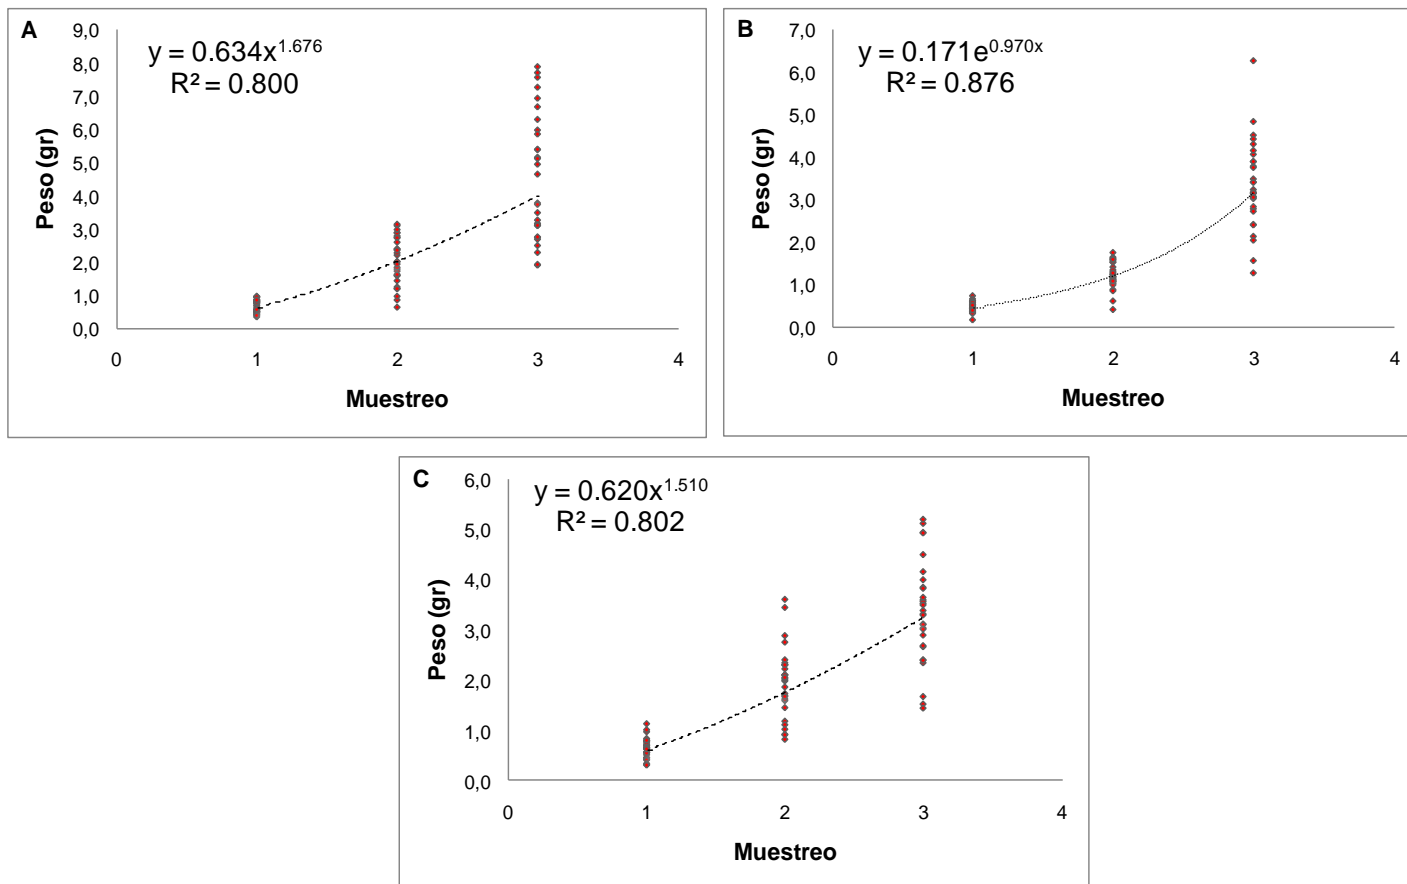 A
y = 0.634x^1.676
R² = 0.800
Peso (gr)
9,0
8,0
7,0
6,0
5,0
4,0
3,0
2,0
1,0
0,0
0 1 2 3 4
Muestreo
B
y = 0.171e^0.970x
R² = 0.876
Peso (gr)
7,0
6,0
5,0
4,0
3,0
2,0
1,0
0,0
0 1 2 3 4
Muestreo
C
y = 0.620x^1.510
R² = 0.802
Peso (gr)
6,0
5,0
4,0
3,0
2,0
1,0
0,0
0 1 2 3 4
Muestreo